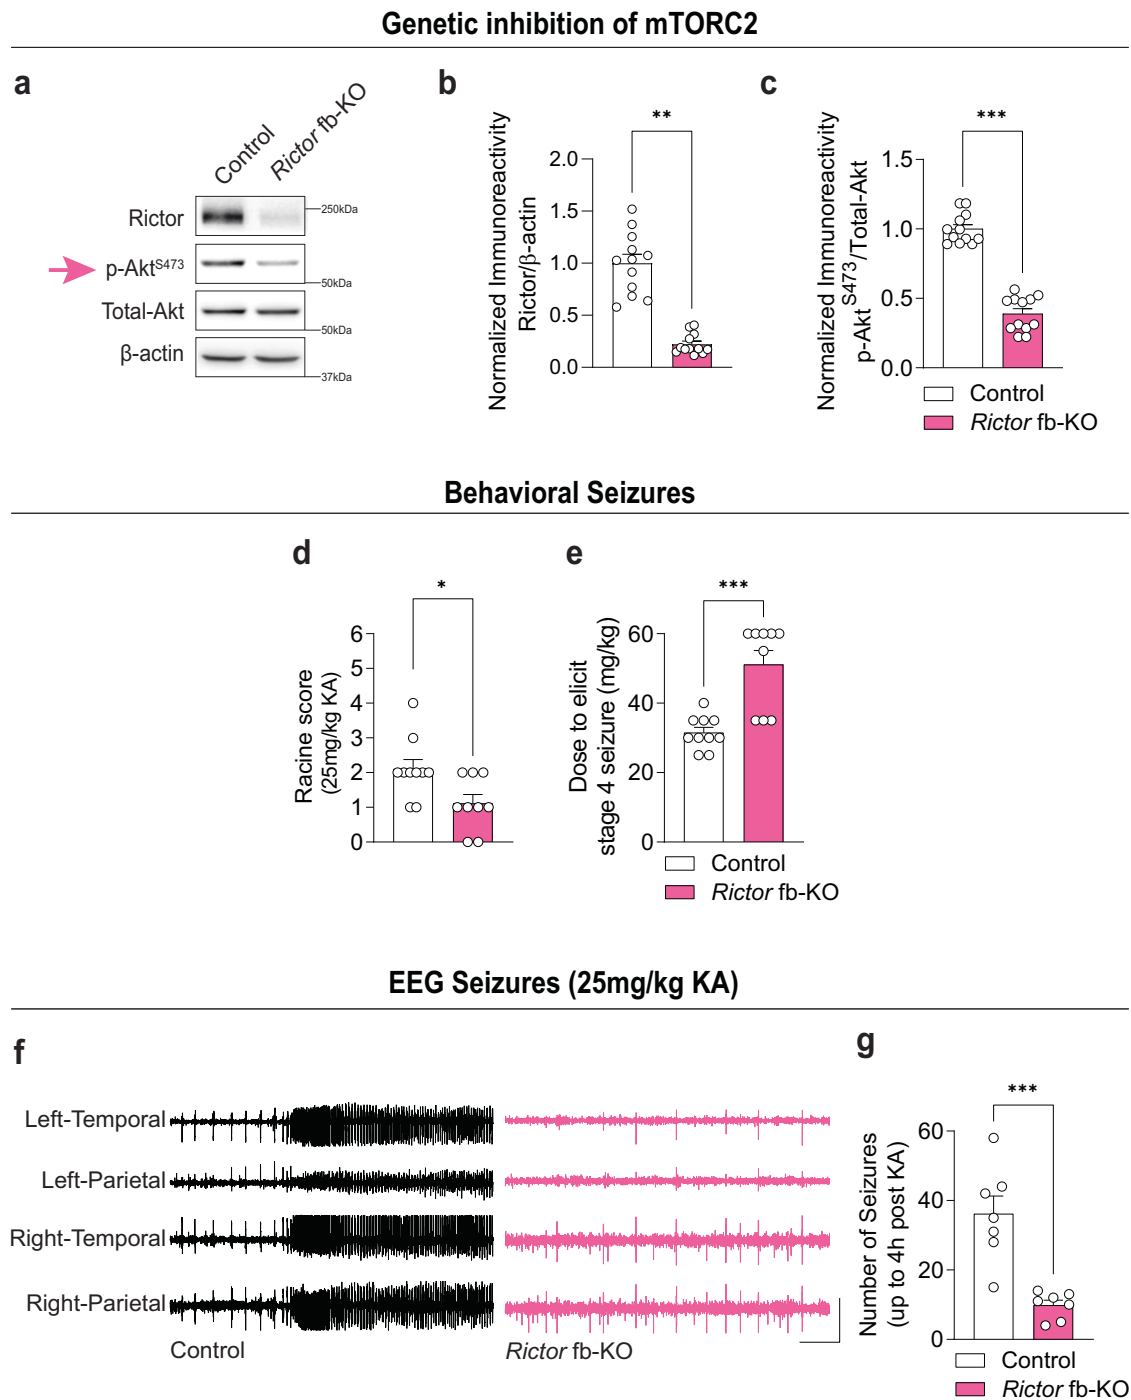 Genetic inhibition of mTORC2
a
Control
Rictor fb-KO
Rictor
250kDa
p-Akt^S473
50kDa
Total-Akt
50kDa
β-actin
37kDa
b
**
Normalized Immunoreactivity
Rictor/β-actin
2.0
1.5
1.0
0.5
0.0
c
***
Normalized Immunoreactivity
p-Akt^S473/Total-Akt
1.5
1.0
0.5
0.0
Control
Rictor fb-KO
Behavioral Seizures
d
*
Racine score
(25mg/kg KA)
6
5
4
3
2
1
0
e
***
Dose to elicit
stage 4 seizure (mg/kg)
60
40
20
0
Control
Rictor fb-KO
EEG Seizures (25mg/kg KA)
f
Left-Temporal
Left-Parietal
Right-Temporal
Right-Parietal
Control
Rictor fb-KO
g
***
Number of Seizures
(up to 4h post KA)
60
40
20
0
Control
Rictor fb-KO